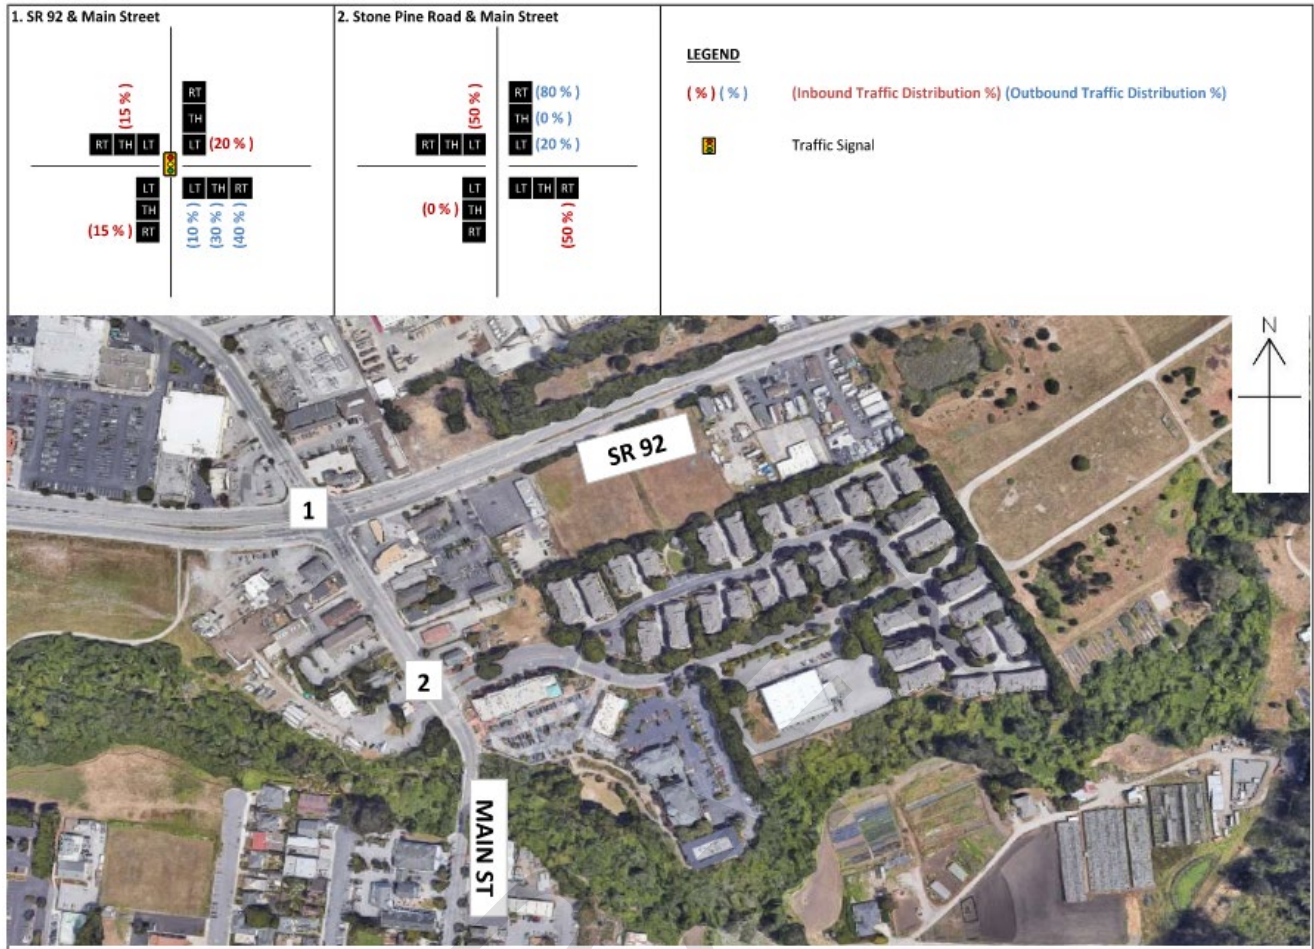 1. SR 92 & Main Street
(15 %)
RT TH LT
RT
TH
LT (20 %)
LT
TH
(15 %) RT
LT TH RT
(10 %) (30 %) (40 %)
2. Stone Pine Road & Main Street
(50 %)
RT TH LT
RT (80 %)
TH (0 %)
LT (20 %)
LT
(0 %) TH
RT
LT TH RT
(50 %)
LEGEND
( % ) ( % ) (Inbound Traffic Distribution %) (Outbound Traffic Distribution %)
Traffic Signal
N
SR 92
1
2
MAIN ST